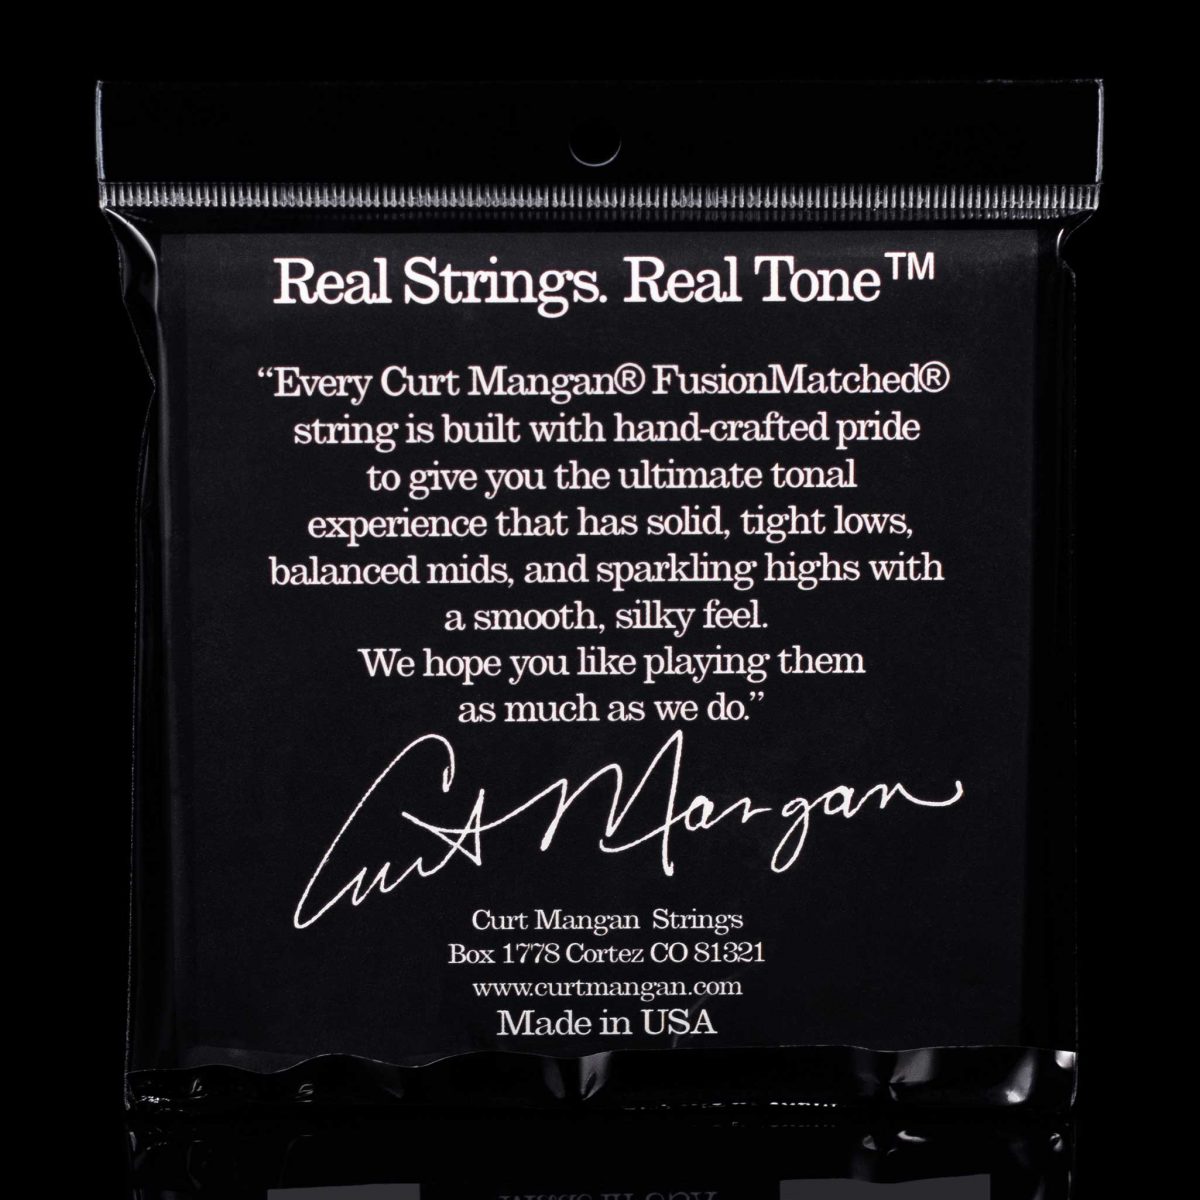 Real Strings. Real Tone™
“Every Curt Mangan® FusionMatched®
string is built with hand-crafted pride
to give you the ultimate tonal
experience that has solid, tight lows,
balanced mids, and sparkling highs with
a smooth, silky feel.
We hope you like playing them
as much as we do.”
Curt Mangan
Curt Mangan Strings
Box 1778 Cortez CO 81321
www.curtmangan.com
Made in USA